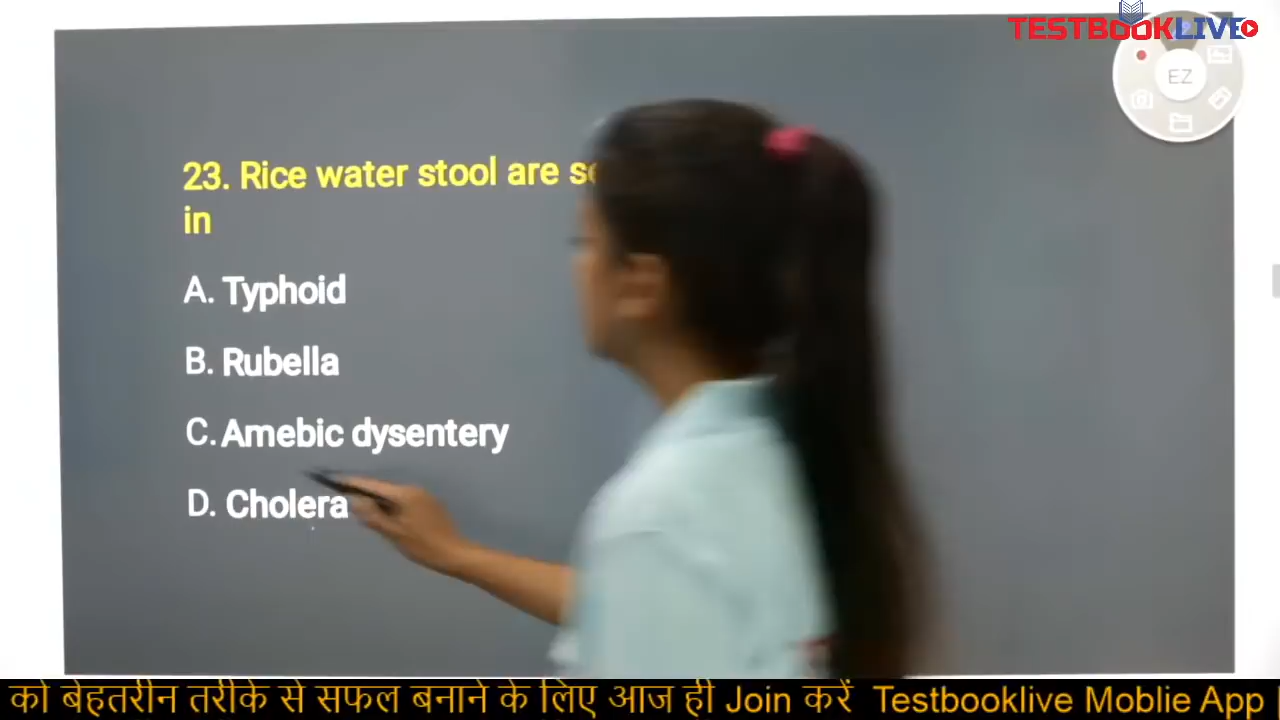 TESTBOOKLIVE
EZ
23. Rice water stool are
in
A. Typhoid
B. Rubella
C. Amebic dysentery
D. Cholera
को बेहतरीन तरीके से सफल बनाने के लिए आज ही Join करें Testbooklive Moblie App